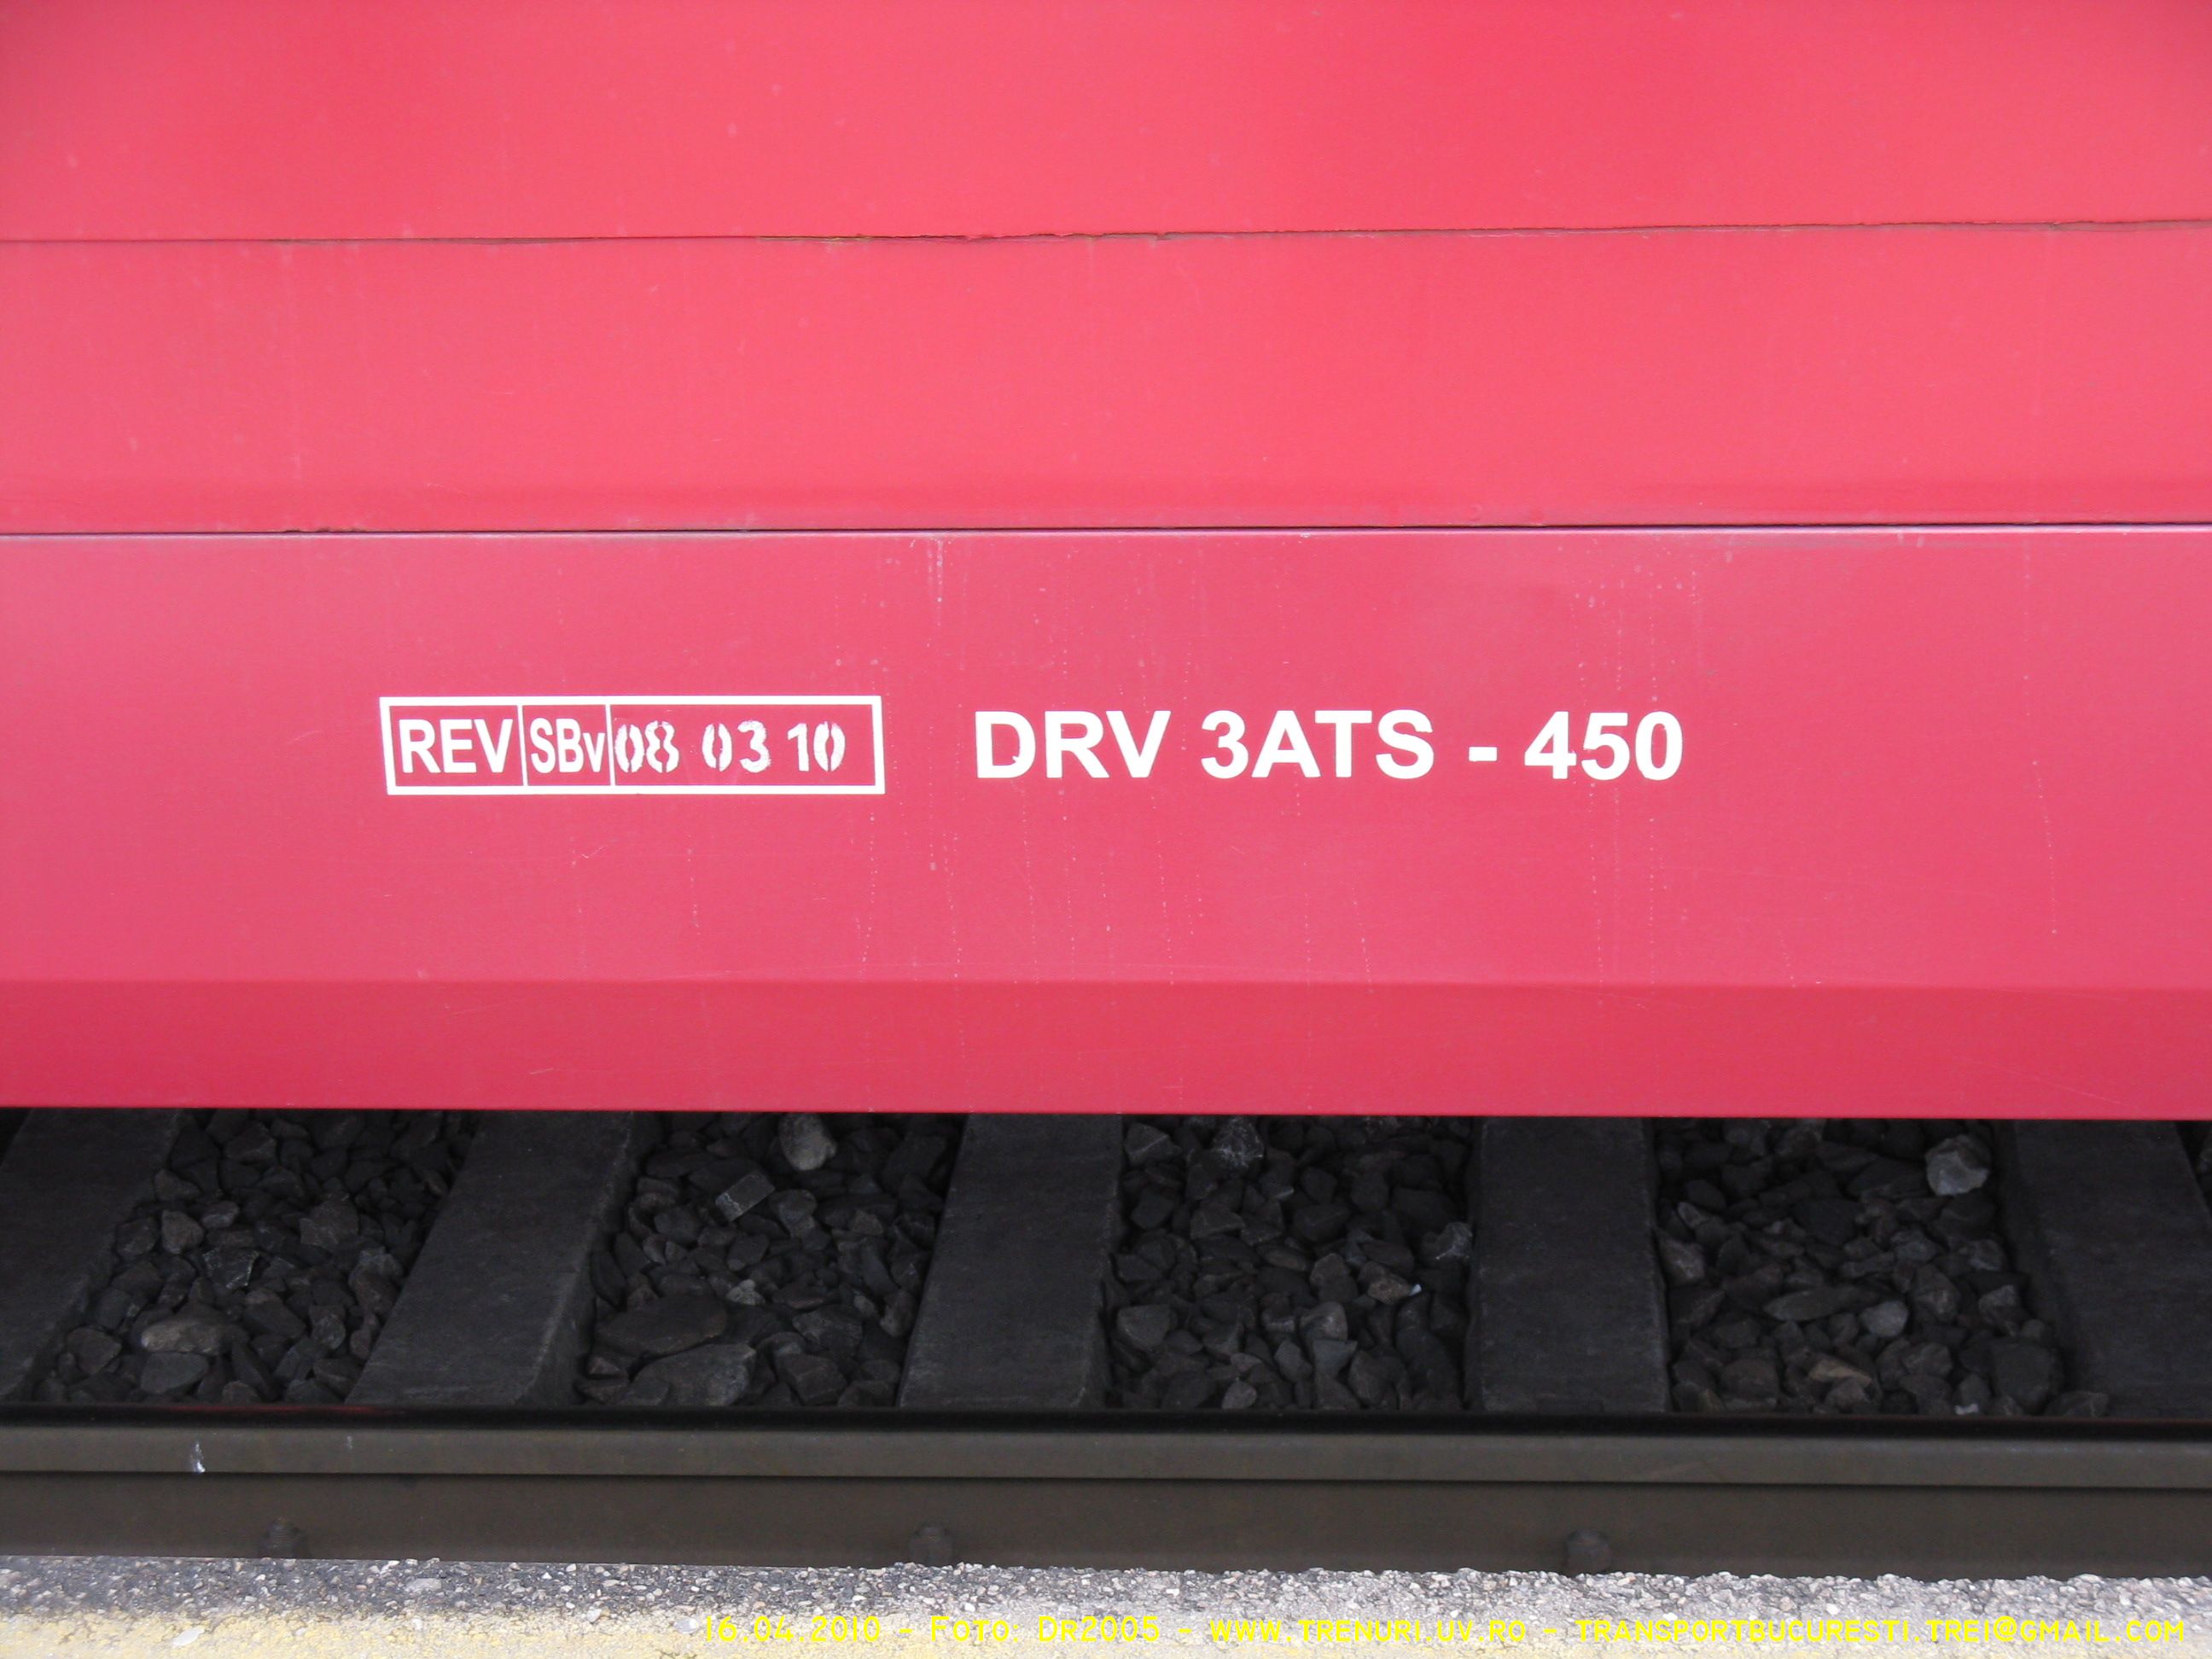 REV SBv 08 03 10 DRV 3ATS - 450
16.04.2010 - Foto: Dr2005 - www.trenuri.uv.ro - transportbucuresti.trei@gmail.com